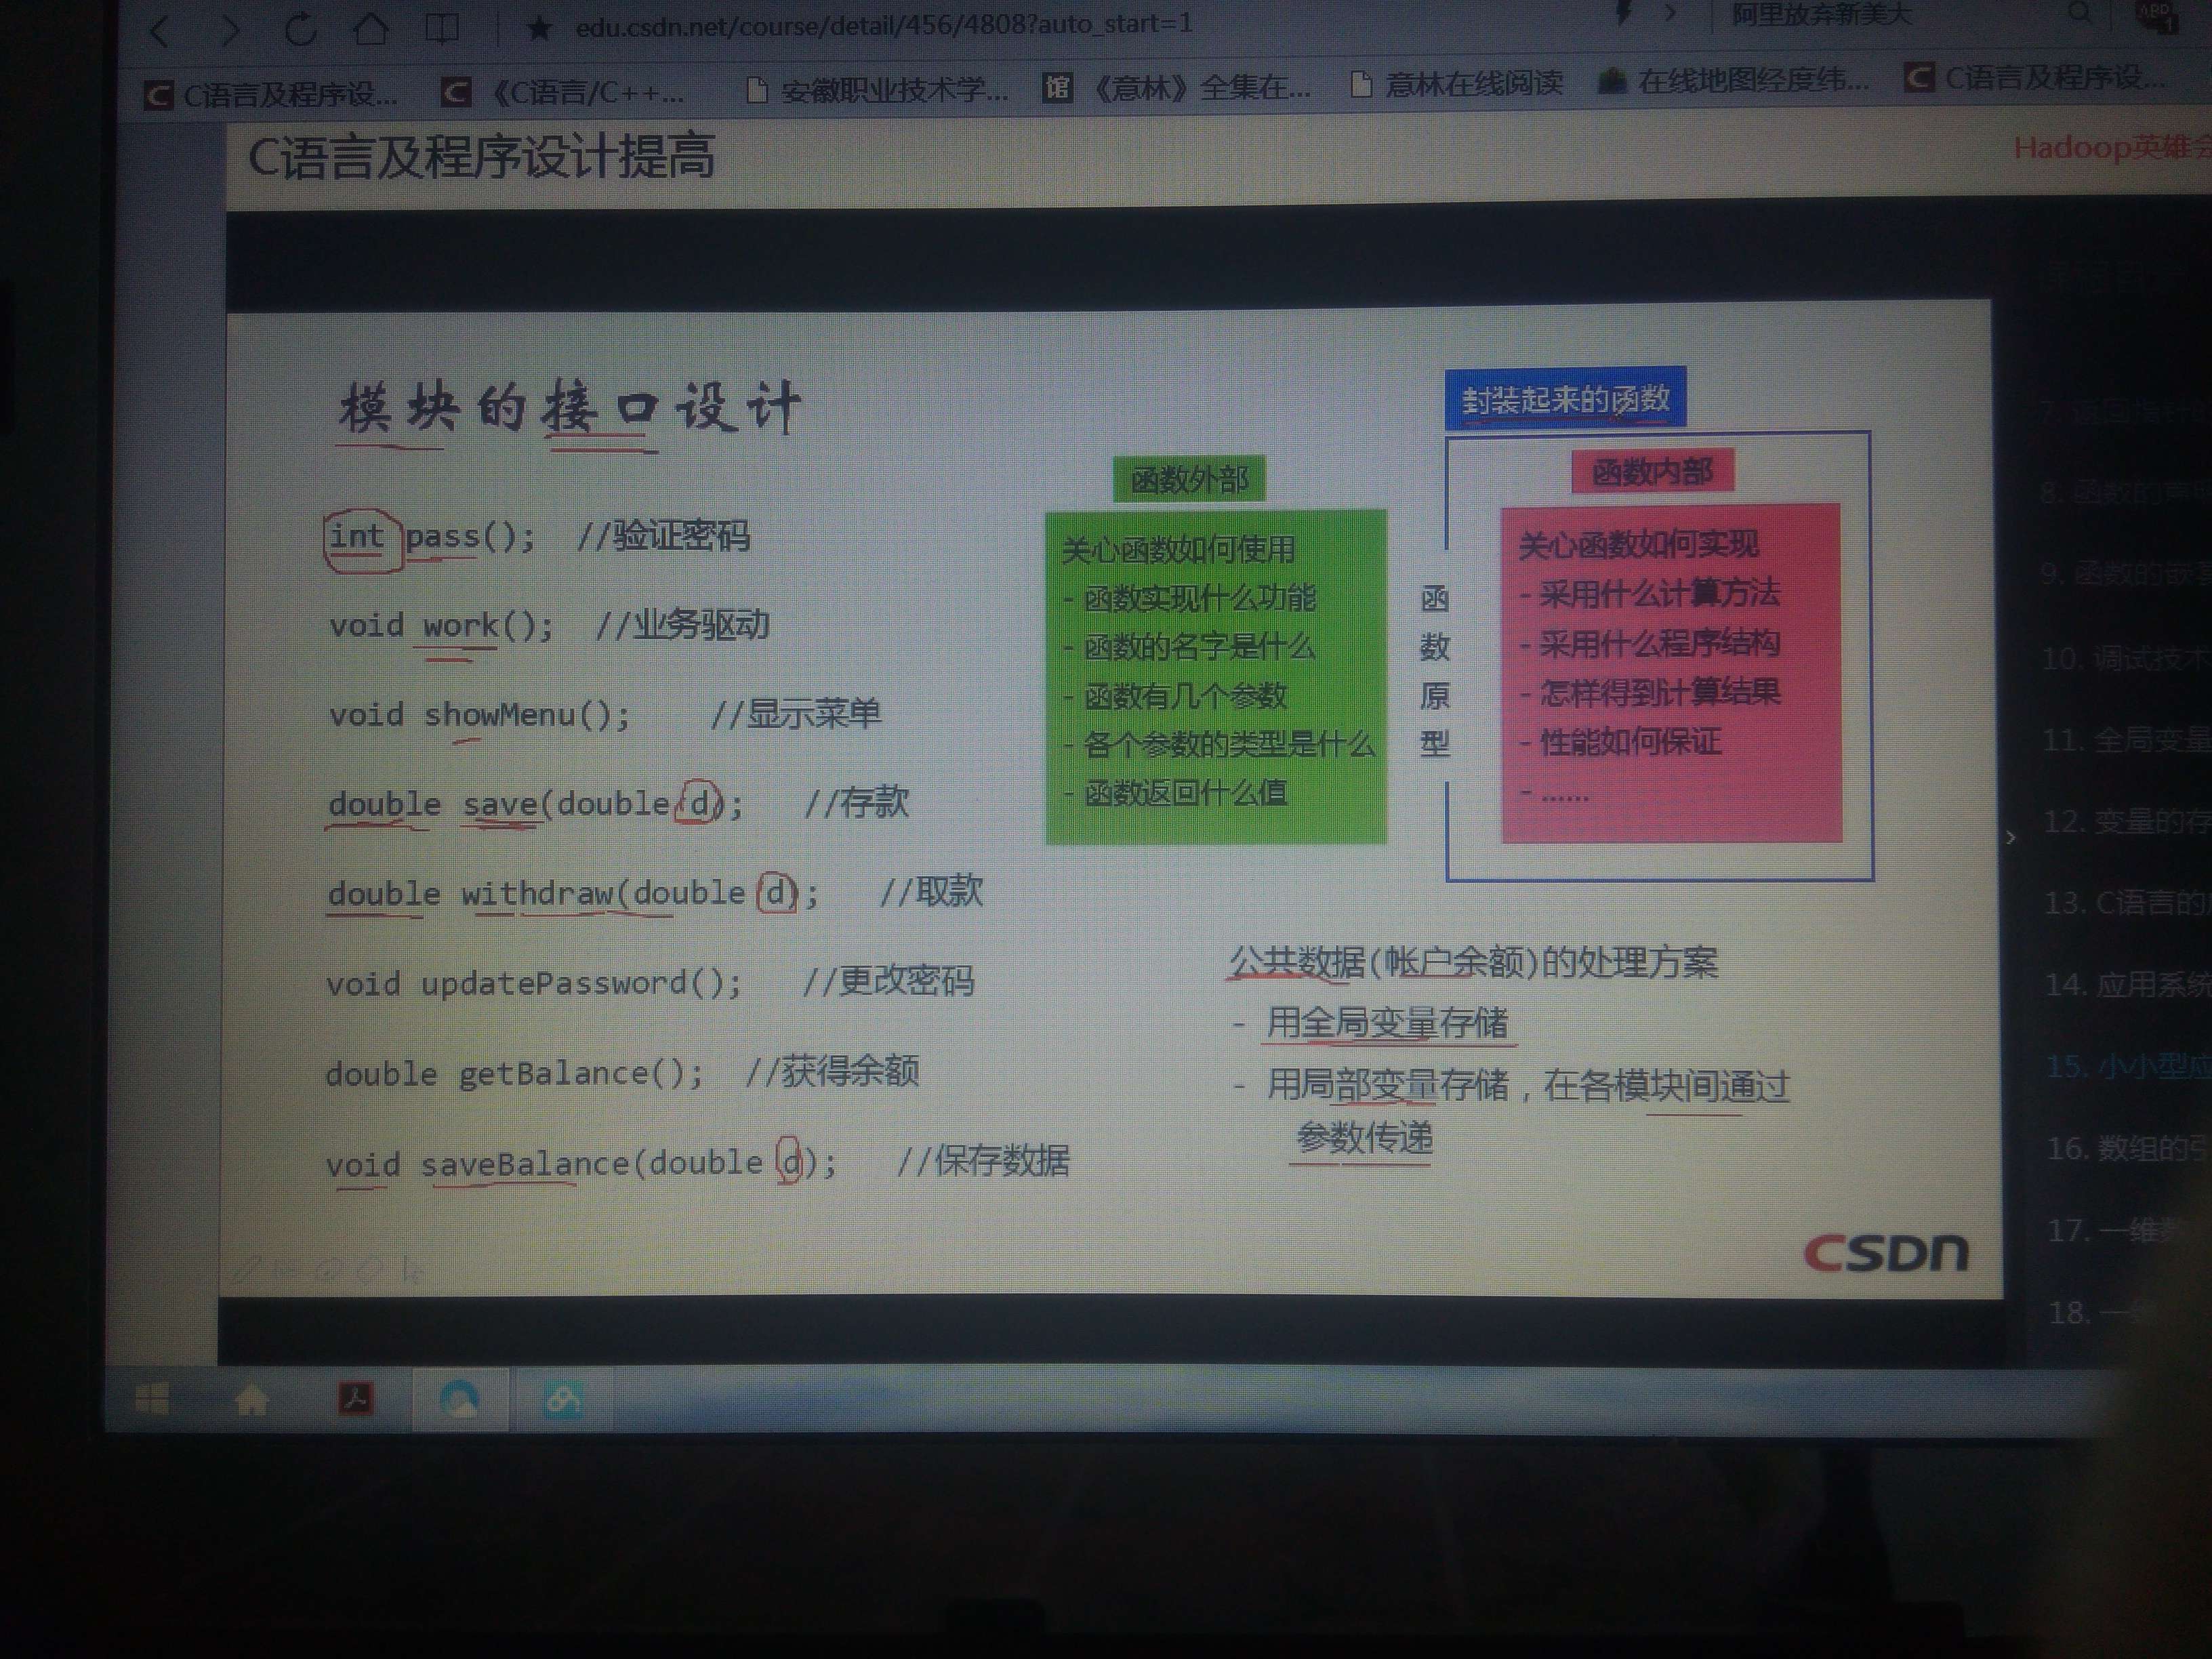 edu.csdn.net/course/detail/456/4808?auto_start=1
阿里放弃新美大
C语言及程序设...
《C语言/C++...
安徽职业技术学...
馆
《意林》全集在...
意林在线阅读
在线地图经度纬...
C语言及程序设...
C语言及程序设计提高
Hadoop英雄会
模块的接口设计
int pass(); //验证密码
void work(); //业务驱动
void showMenu(); //显示菜单
double save(double d); //存款
double withdraw(double d); //取款
void updatePassword(); //更改密码
double getBalance(); //获得余额
void saveBalance(double d); //保存数据
函数外部
关心函数如何使用
- 函数实现什么功能
- 函数的名字是什么
- 函数有几个参数
- 各个参数的类型是什么
- 函数返回什么值
函数原型
封装起来的函数
函数内部
关心函数如何实现
- 采用什么计算方法
- 采用什么程序结构
- 怎样得到计算结果
- 性能如何保证
- ......
公共数据(帐户余额)的处理方案
- 用全局变量存储
- 用局部变量存储，在各模块间通过
参数传递
CSDN
8. 函数的
9. 函数的嵌
10. 调试技术
11. 全局变量
12. 变量的存
13. C语言的
14. 应用系统
15. 小小型应
16. 数组的引
17. 一维
18. 一